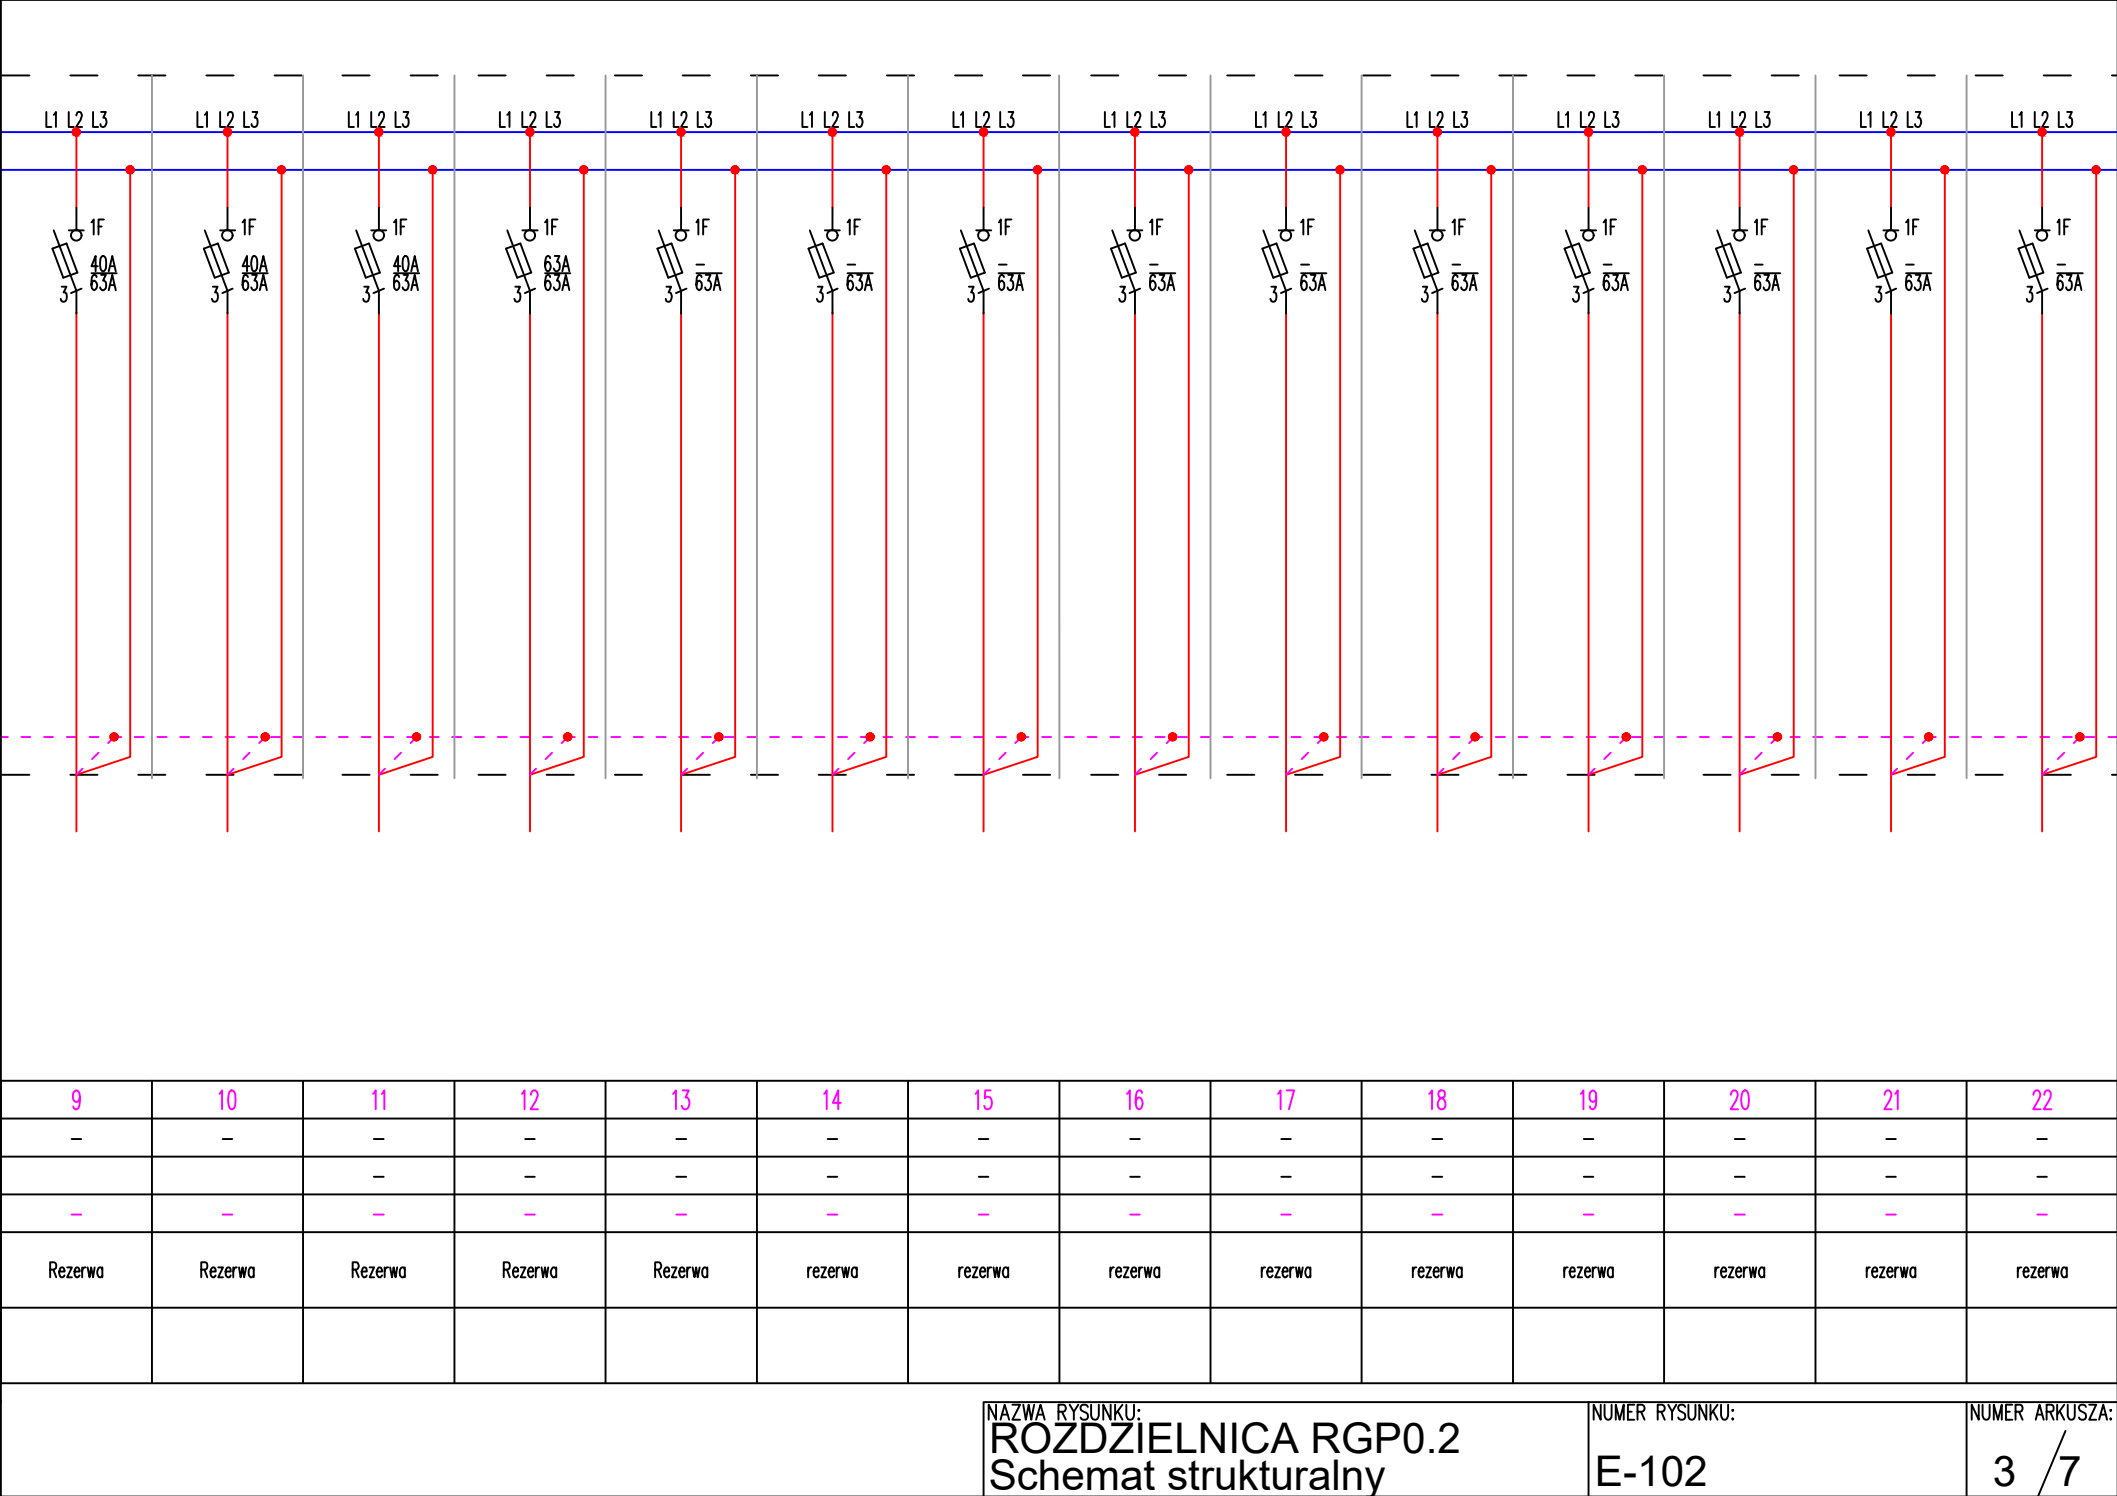 L1 L2 L3 L1 L2 L3 L1 L2 L3 L1 L2 L3 L1 L2 L3 L1 L2 L3 L1 L2 L3 L1 L2 L3 L1 L2 L3 L1 L2 L3 L1 L2 L3 L1 L2 L3 L1 L2 L3 L1 L2 L3
1F 1F 1F 1F 1F 1F 1F 1F 1F 1F 1F 1F 1F 1F
40A 40A 40A 63A - - - - - - - - - -
63A 63A 63A 63A 63A 63A 63A 63A 63A 63A 63A 63A 63A 63A
3 3 3 3 3 3 3 3 3 3 3 3 3 3
9 10 11 12 13 14 15 16 17 18 19 20 21 22
- - - - - - - - - - - - - -
- - - - - - - - - - - -
- - - - - - - - - - - - - -
Rezerwa Rezerwa Rezerwa Rezerwa Rezerwa rezerwa rezerwa rezerwa rezerwa rezerwa rezerwa rezerwa rezerwa rezerwa
NAZWA RYSUNKU:
ROZDZIELNICA RGP0.2
Schemat strukturalny
NUMER RYSUNKU:
E-102
NUMER ARKUSZA:
3/7